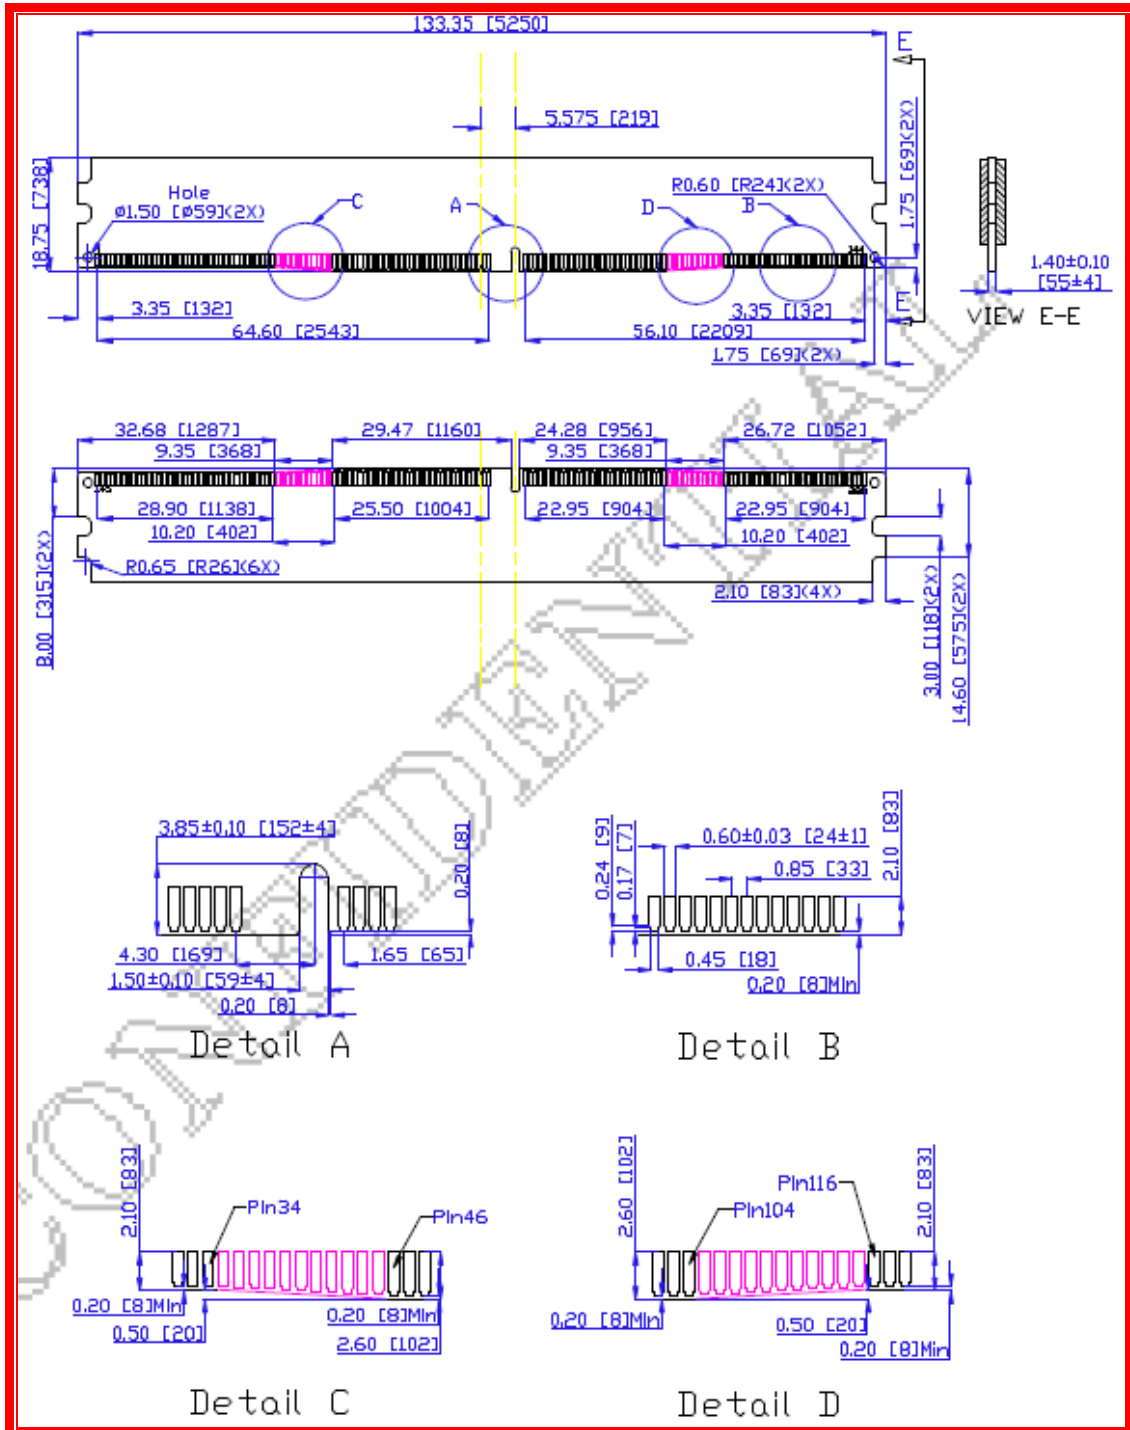 133.35 [5250]
E
5.575 [219]
1.75 [69](2X)
18.75 [738]
Hole
ø1.50 [ø59](2X)
C
A
D
B
R0.60 [R24](2X)
1.40±0.10
[55±4]
VIEW E-E
E
3.35 [132]
3.35 [132]
64.60 [2543]
56.10 [2209]
1.75 [69](2X)
32.68 [1287]
29.47 [1160]
24.28 [956]
26.72 [1052]
9.35 [368]
9.35 [368]
28.90 [1138]
25.50 [1004]
22.95 [904]
22.95 [904]
10.20 [402]
10.20 [402]
R0.65 [R26](6X)
2.10 [83](4X)
8.00 [315](2X)
3.00 [118](2X)
14.60 [575](2X)
3.85±0.10 [152±4]
0.20 [8]
4.30 [169]
1.65 [65]
1.50±0.10 [59±4]
0.20 [8]
Detail A
0.24 [9]
0.17 [7]
0.60±0.03 [24±1]
0.85 [33]
2.10 [83]
0.45 [18]
0.20 [8]Min
Detail B
2.10 [83]
Pin34
Pin46
0.20 [8]Min
0.50 [20]
0.20 [8]Min
2.60 [102]
Detail C
2.60 [102]
Pin116
Pin104
2.10 [83]
0.20 [8]Min
0.50 [20]
0.20 [8]Min
Detail D
CONFIDENTIAL